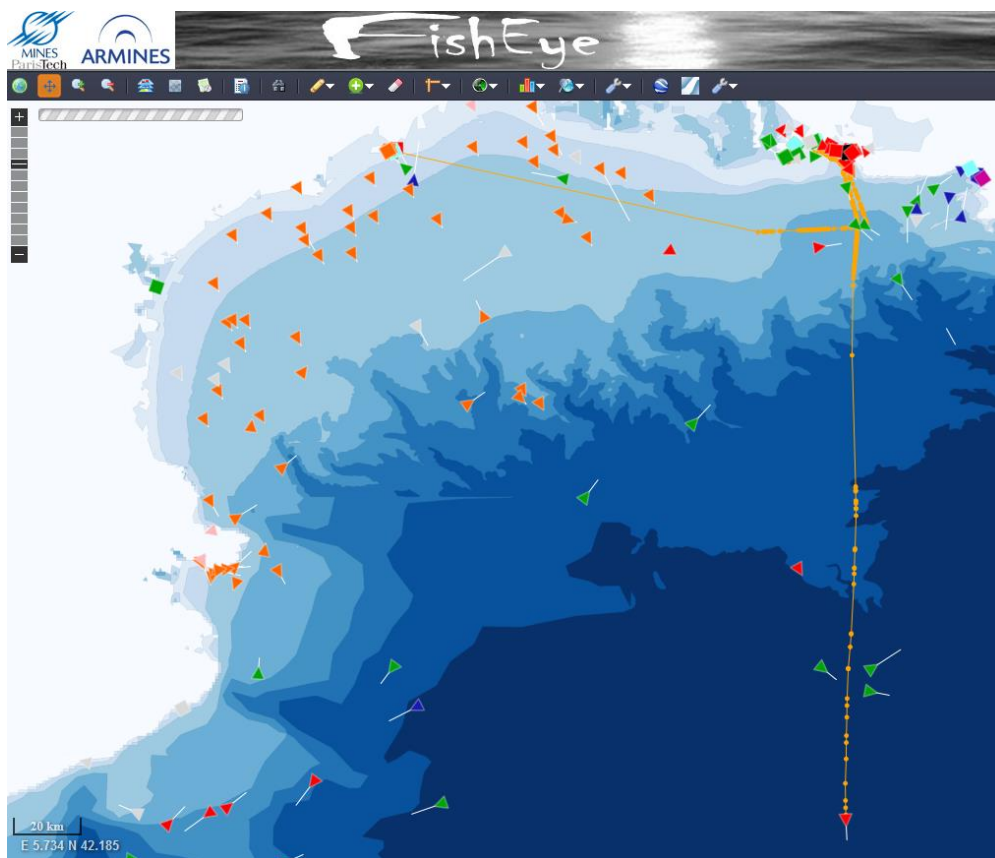 MINES
ParisTech
ARMINES
FishEye
+
−
20 km
E 5.734 N 42.185